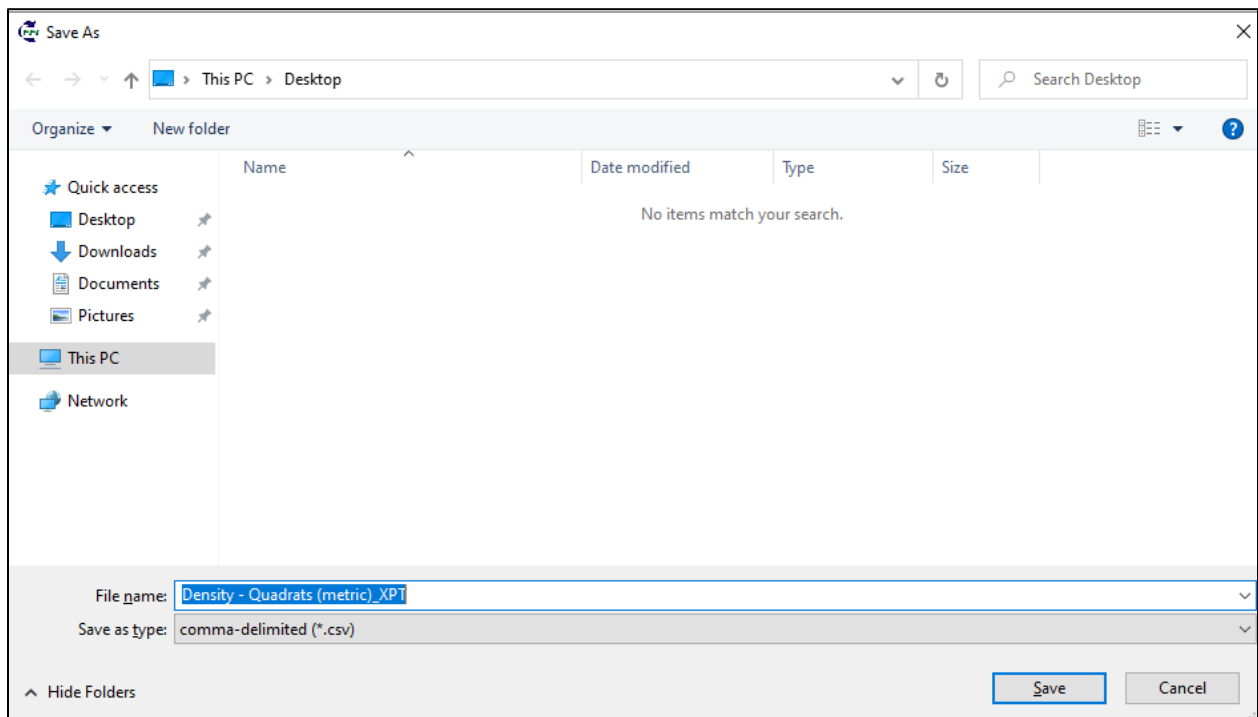 Save As
This PC > Desktop
Search Desktop
Organize
New folder
Name
Date modified
Type
Size
Quick access
No items match your search.
Desktop
Downloads
Documents
Pictures
This PC
Network
File name: Density - Quadrats (metric)_XPT
Save as type: comma-delimited (*.csv)
Hide Folders
Save
Cancel